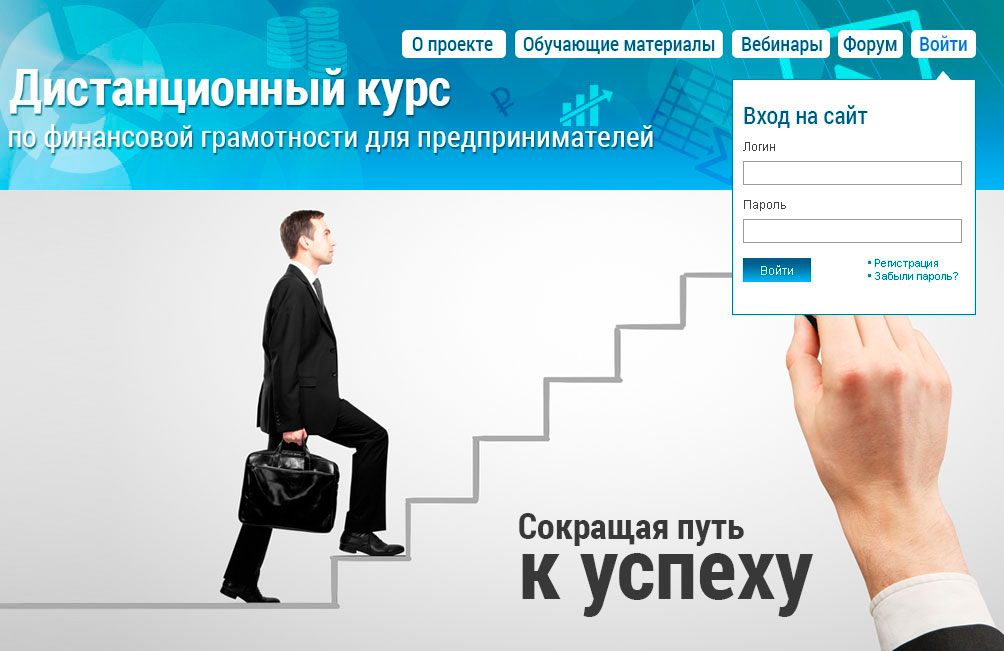 О проекте
Обучающие материалы
Вебинары
Форум
Войти
Дистанционный курс
по финансовой грамотности для предпринимателей
Вход на сайт
Логин
Пароль
Войти
Регистрация
Забыли пароль?
Сокращая путь
к успеху